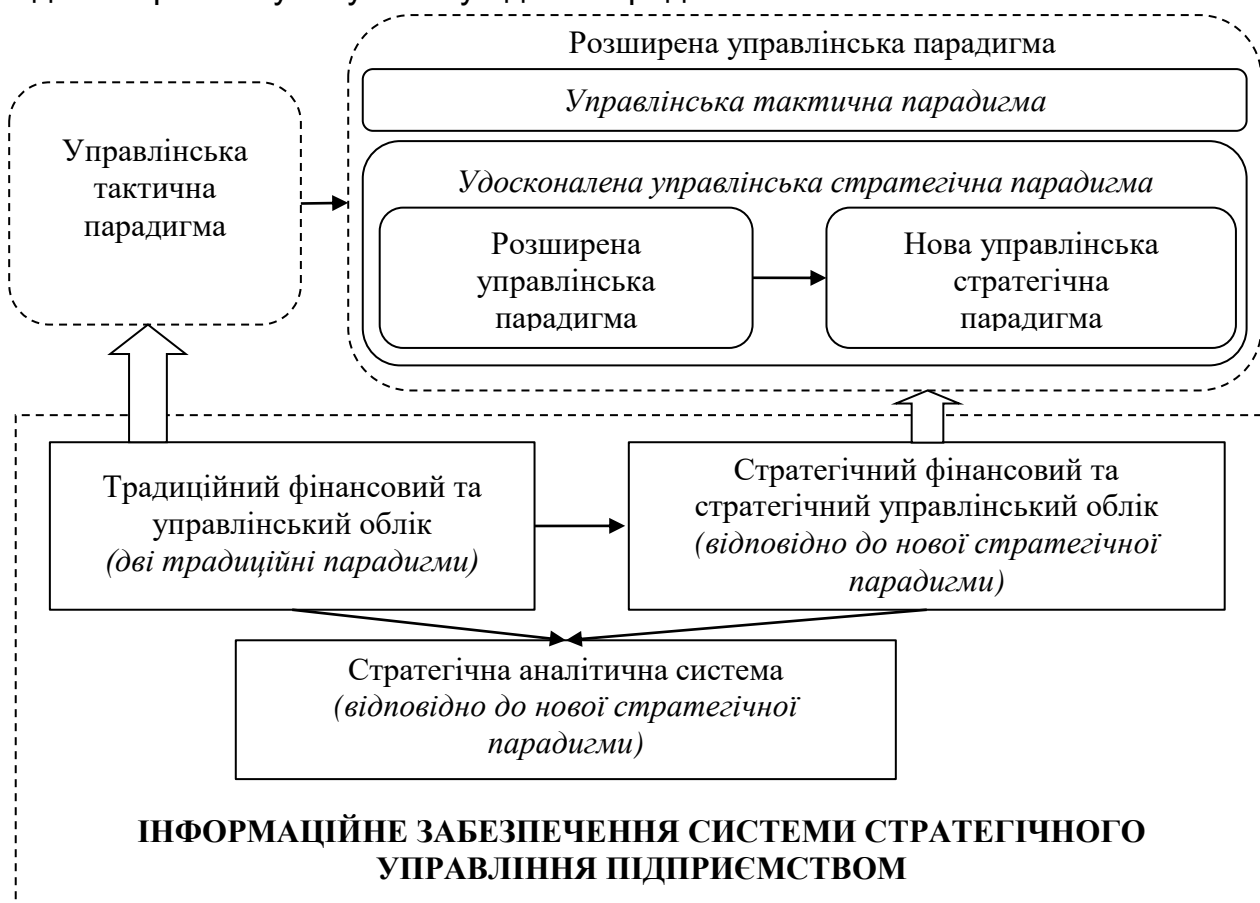 Розширена управлінська парадигма
Управлінська тактична парадигма
Управлінська
тактична
парадигма
Удосконалена управлінська стратегічна парадигма
Розширена
управлінська
парадигма
Нова управлінська
стратегічна
парадигма
Традиційний фінансовий та
управлінський облік
(дві традиційні парадигми)
Стратегічний фінансовий та
стратегічний управлінський облік
(відповідно до нової стратегічної
парадигми)
Стратегічна аналітична система
(відповідно до нової стратегічної
парадигми)
ІНФОРМАЦІЙНЕ ЗАБЕЗПЕЧЕННЯ СИСТЕМИ СТРАТЕГІЧНОГО
УПРАВЛІННЯ ПІДПРИЄМСТВОМ